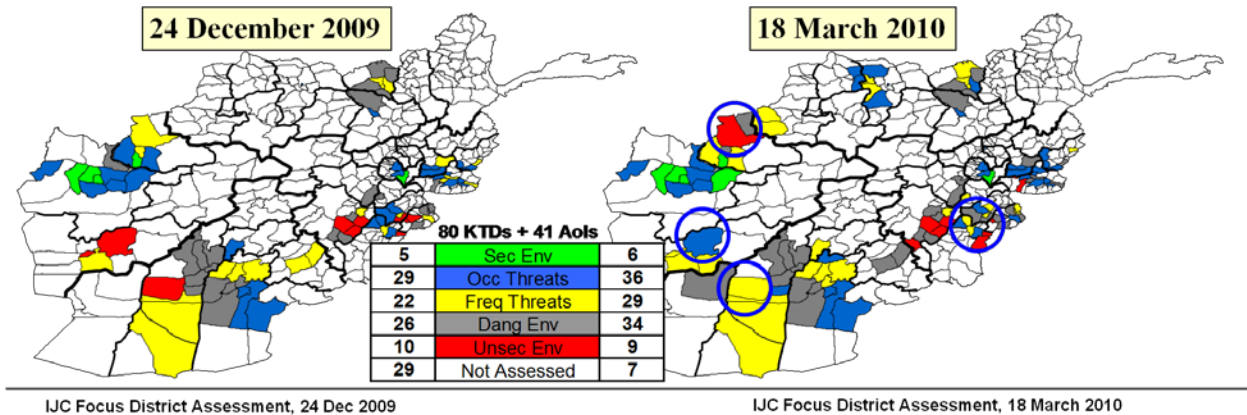 24 December 2009
18 March 2010
80 KTDs + 41 AoIs
5 Sec Env 6
29 Occ Threats 36
22 Freq Threats 29
26 Dang Env 34
10 Unsec Env 9
29 Not Assessed 7
IJC Focus District Assessment, 24 Dec 2009
IJC Focus District Assessment, 18 March 2010